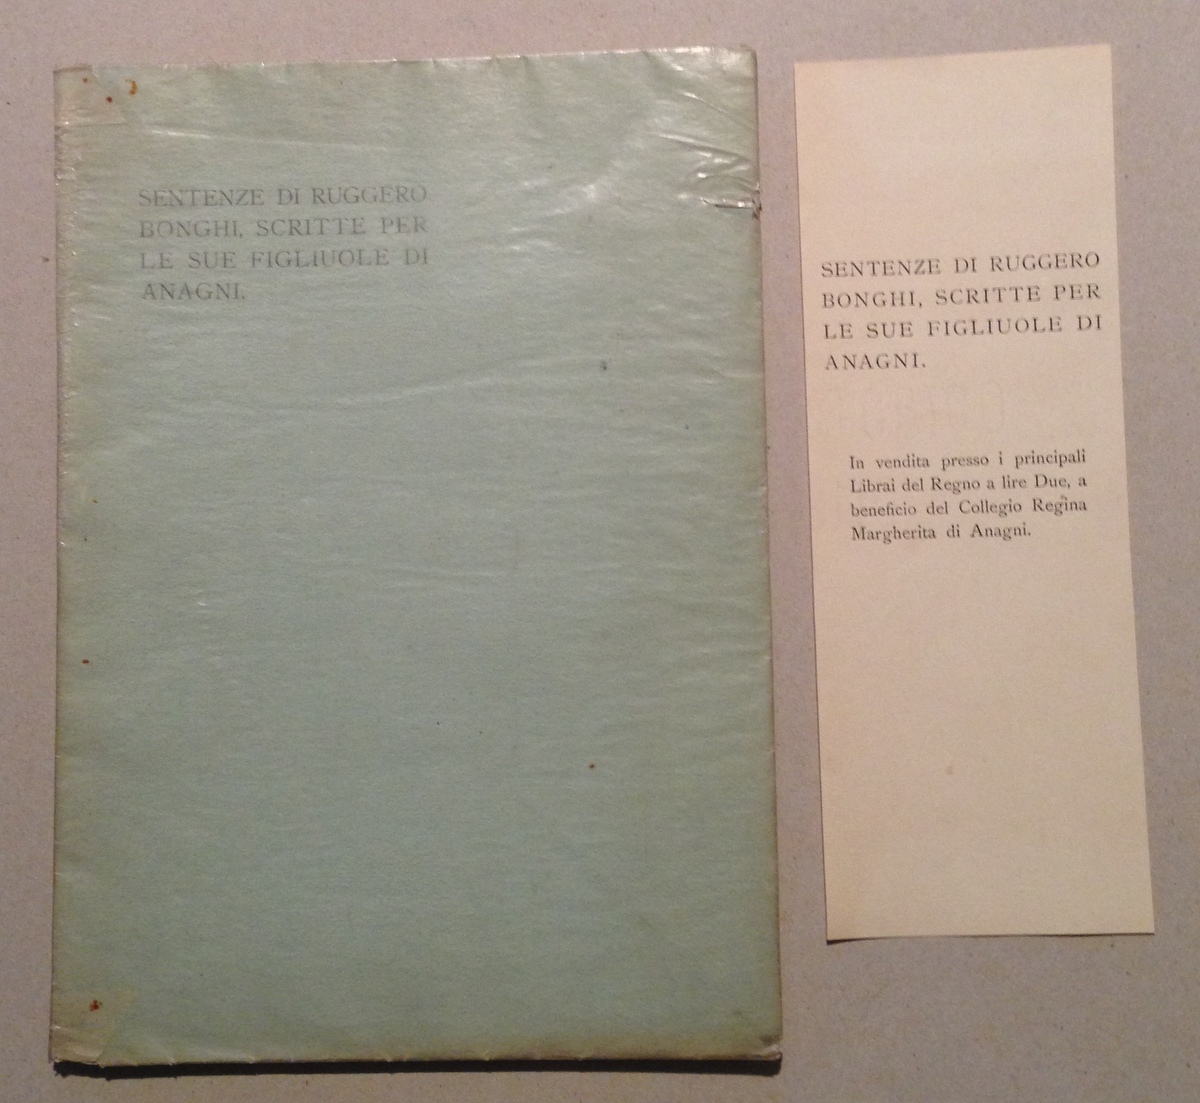 SENTENZE DI RUGGERO
BONGHI, SCRITTE PER
LE SUE FIGLIUOLE DI
ANAGNI.
SENTENZE DI RUGGERO
BONGHI, SCRITTE PER
LE SUE FIGLIUOLE DI
ANAGNI.
In vendita presso i principali
Librai del Regno a lire Due, a
beneficio del Collegio Regina
Margherita di Anagni.